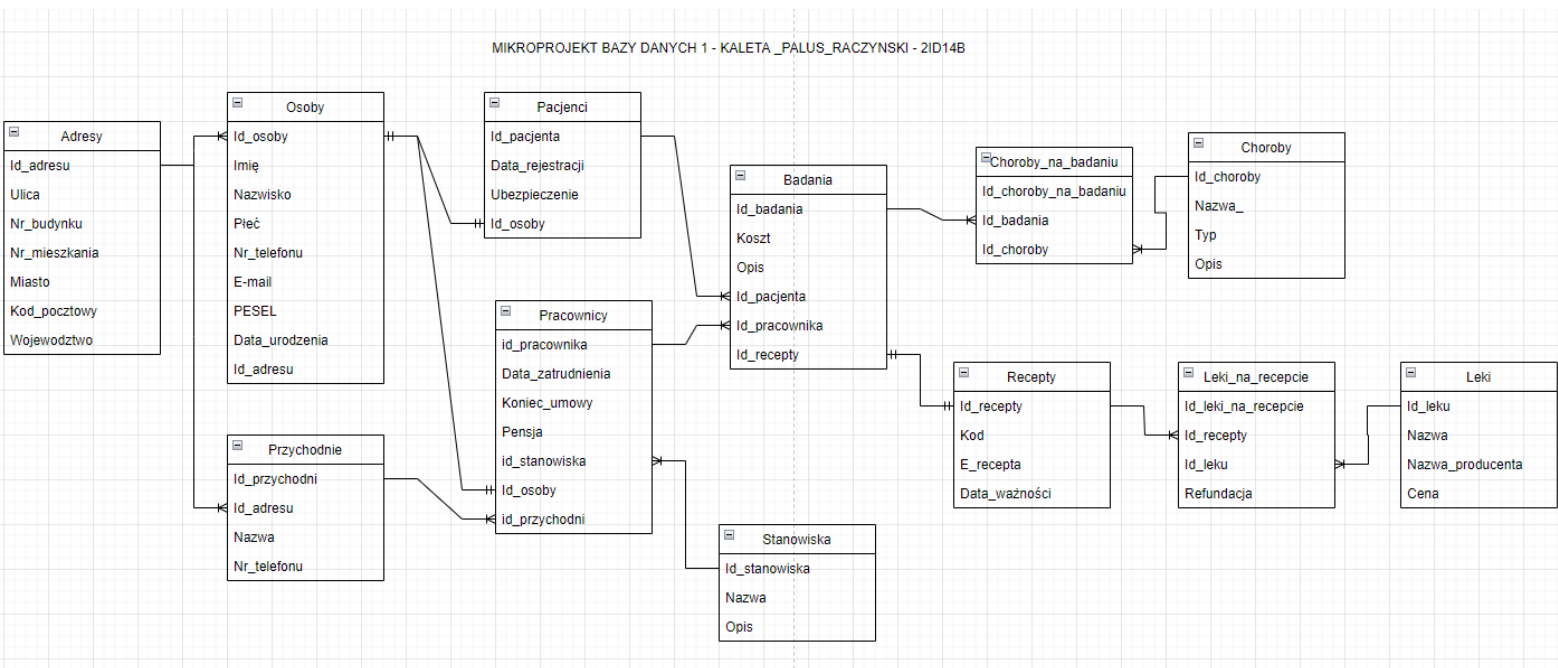 MIKROPROJEKT BAZY DANYCH 1 - KALETA _PALUS_RACZYNSKI - 2ID14B
Adresy
Id_adresu
Ulica
Nr_budynku
Nr_mieszkania
Miasto
Kod_pocztowy
Wojewodztwo
Osoby
Id_osoby
Imię
Nazwisko
Płeć
Nr_telefonu
E-mail
PESEL
Data_urodzenia
Id_adresu
Przychodnie
Id_przychodni
Id_adresu
Nazwa
Nr_telefonu
Pacjenci
Id_pacjenta
Data_rejestracji
Ubezpieczenie
Id_osoby
Pracownicy
id_pracownika
Data_zatrudnienia
Koniec_umowy
Pensja
id_stanowiska
Id_osoby
id_przychodni
Stanowiska
Id_stanowiska
Nazwa
Opis
Badania
Id_badania
Koszt
Opis
Id_pacjenta
Id_pracownika
Id_recepty
Choroby_na_badaniu
Id_choroby_na_badaniu
Id_badania
Id_choroby
Choroby
Id_choroby
Nazwa_
Typ
Opis
Recepty
Id_recepty
Kod
E_recepta
Data_ważności
Leki_na_recepcie
Id_leki_na_recepcie
Id_recepty
Id_leku
Refundacja
Leki
Id_leku
Nazwa
Nazwa_producenta
Cena